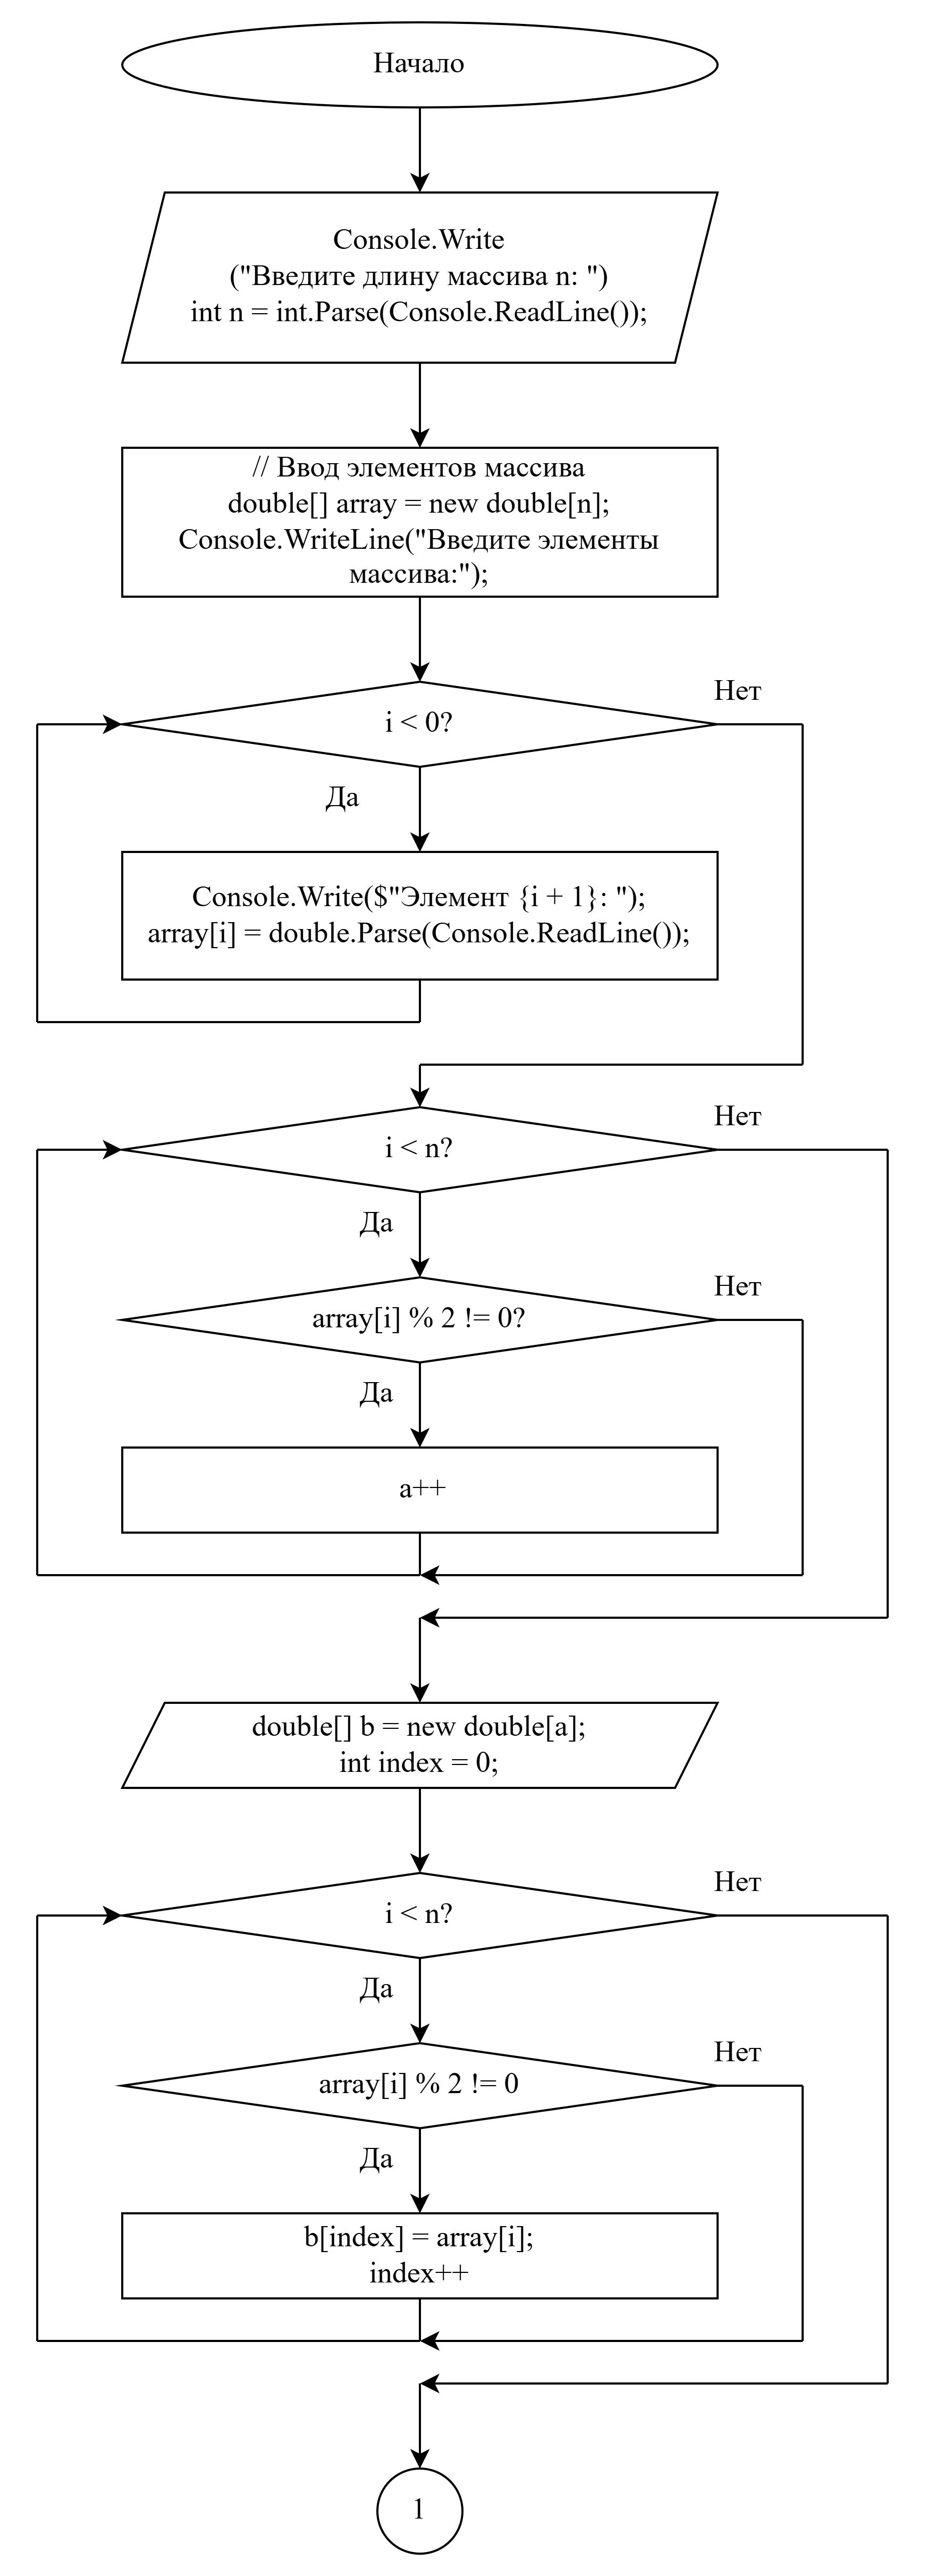 Начало
Console.Write
("Введите длину массива n: ")
int n = int.Parse(Console.ReadLine());
// Ввод элементов массива
double[] array = new double[n];
Console.WriteLine("Введите элементы
массива:");
Нет
i < 0?
Да
Console.Write($"Элемент {i + 1}: ");
array[i] = double.Parse(Console.ReadLine());
Нет
i < n?
Да
Нет
array[i] % 2 != 0?
Да
a++
double[] b = new double[a];
int index = 0;
Нет
i < n?
Да
Нет
array[i] % 2 != 0
Да
b[index] = array[i];
index++
1